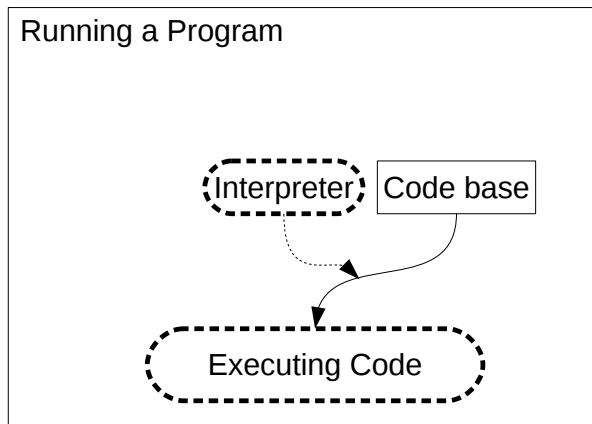 Running a Program
Interpreter
Code base
Executing Code